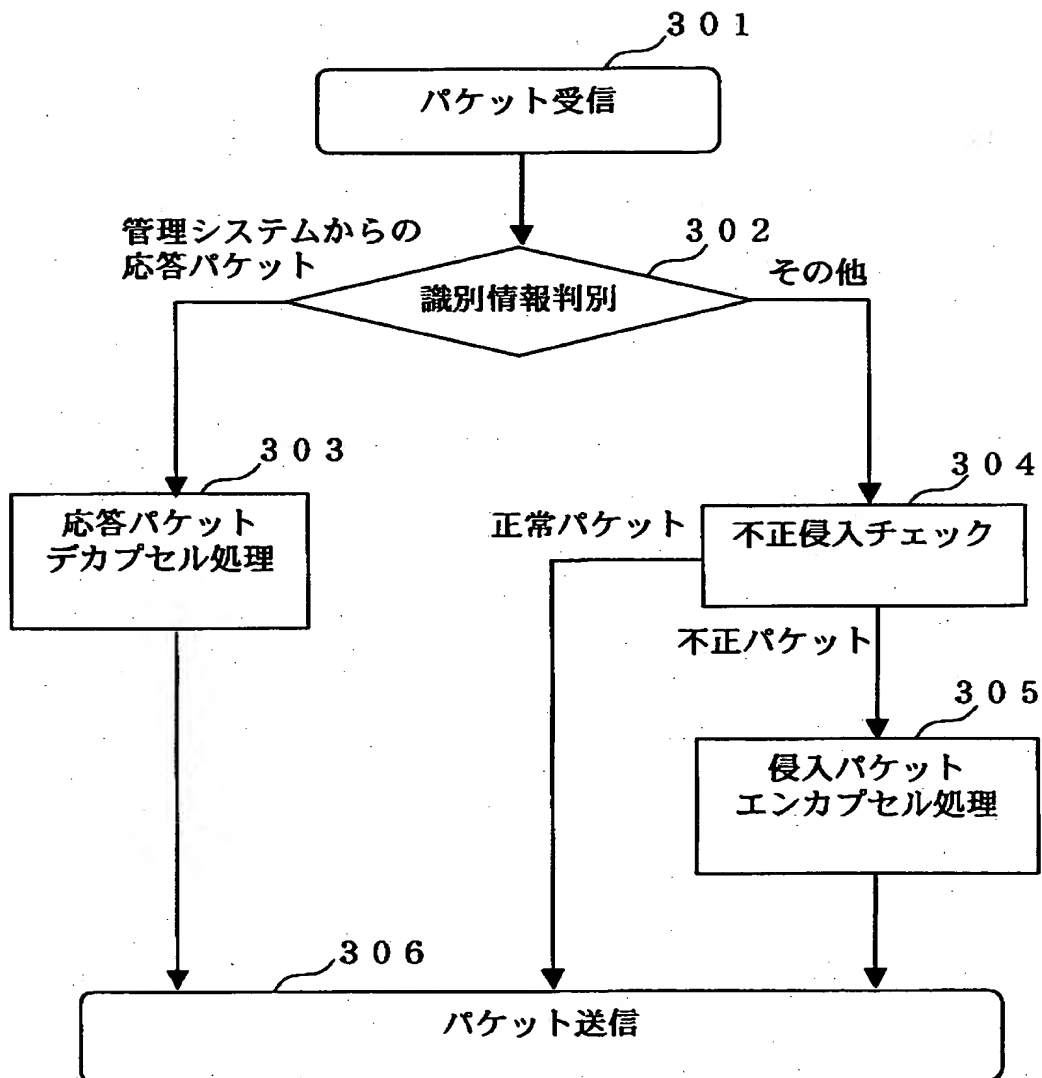 301
パケット受信
管理システムからの
応答パケット
302
その他
識別情報判別
303
応答パケット
デカプセル処理
304
正常パケット
不正侵入チェック
不正パケット
305
侵入パケット
エンカプセル処理
306
パケット送信